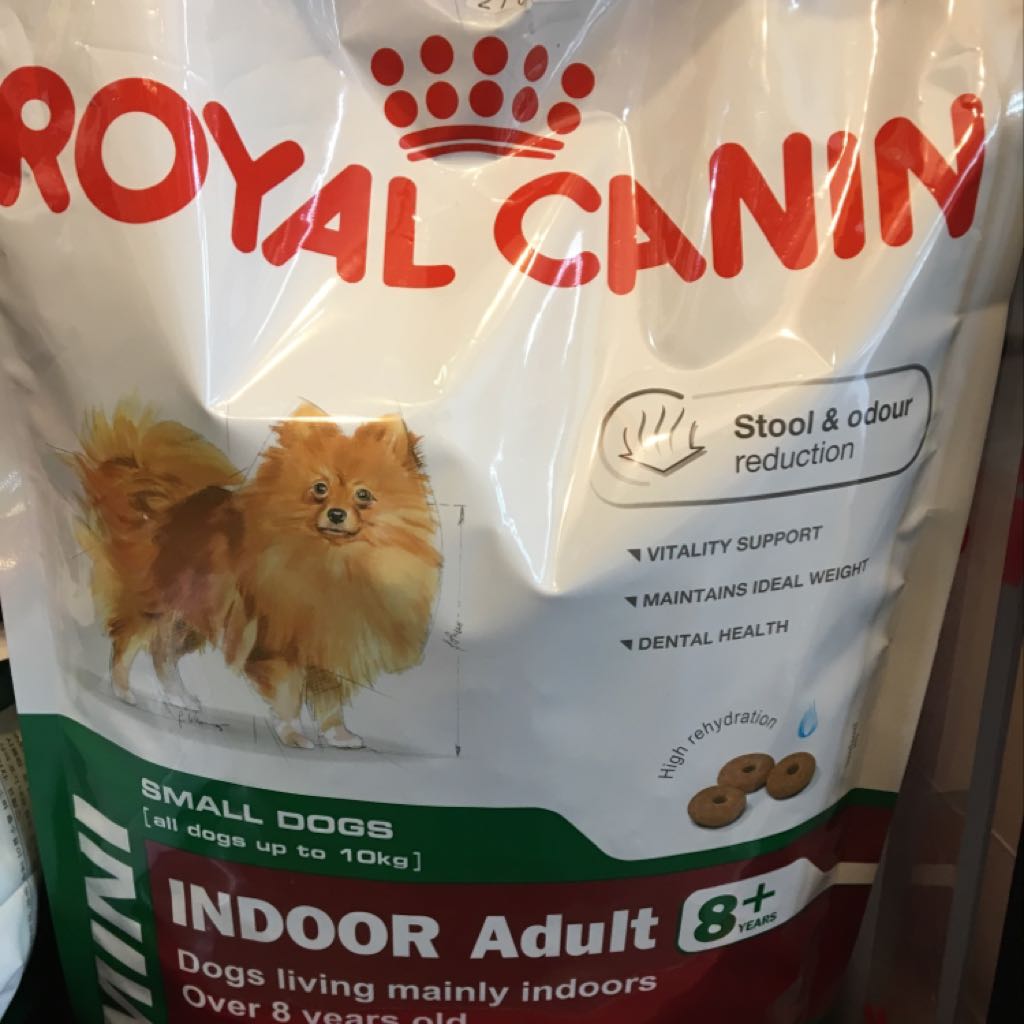 ROYAL CANIN
Stool & odour
reduction
VITALITY SUPPORT
MAINTAINS IDEAL WEIGHT
DENTAL HEALTH
High rehydration
SMALL DOGS
[all dogs up to 10kg]
MINI
INDOOR Adult 8+
YEARS
Dogs living mainly indoors
Over 8 years old